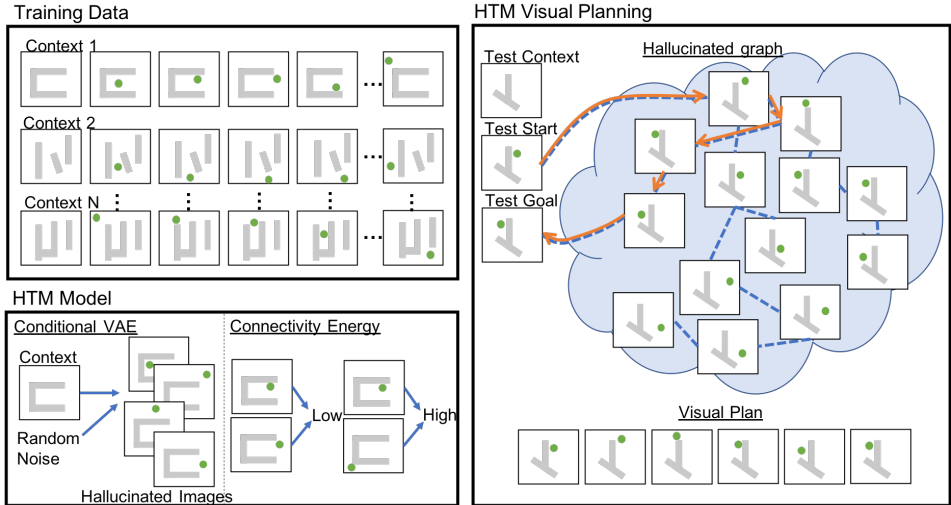 Training Data
Context 1
Context 2
Context N
HTM Model
Conditional VAE
Context
Random
Noise
Hallucinated Images
Connectivity Energy
Low
High
HTM Visual Planning
Test Context
Test Start
Test Goal
Hallucinated graph
Visual Plan